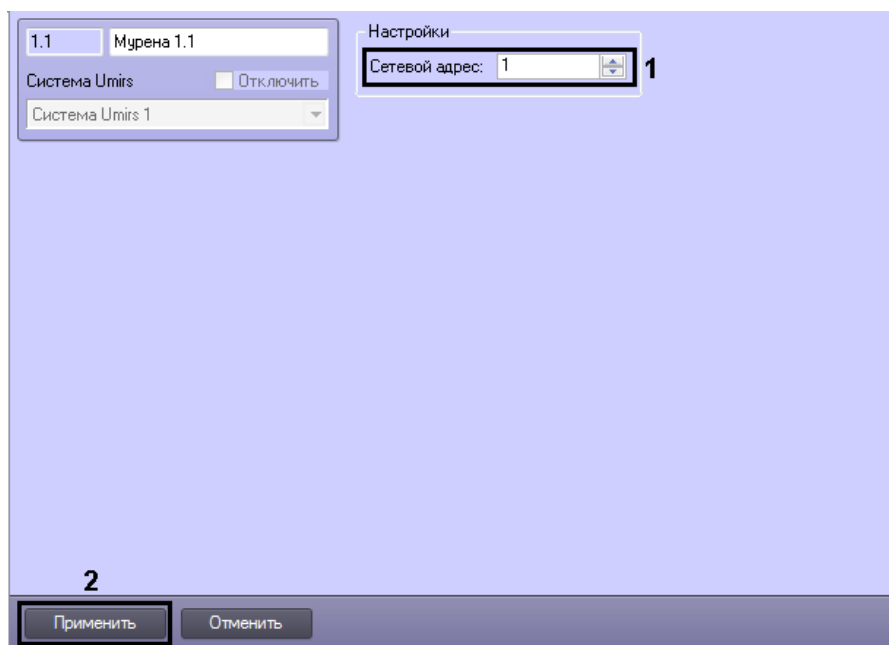 1.1 Мурена 1.1
Система Umirs Отключить
Система Umirs 1
Настройки
Сетевой адрес: 1 1
2
Применить Отменить